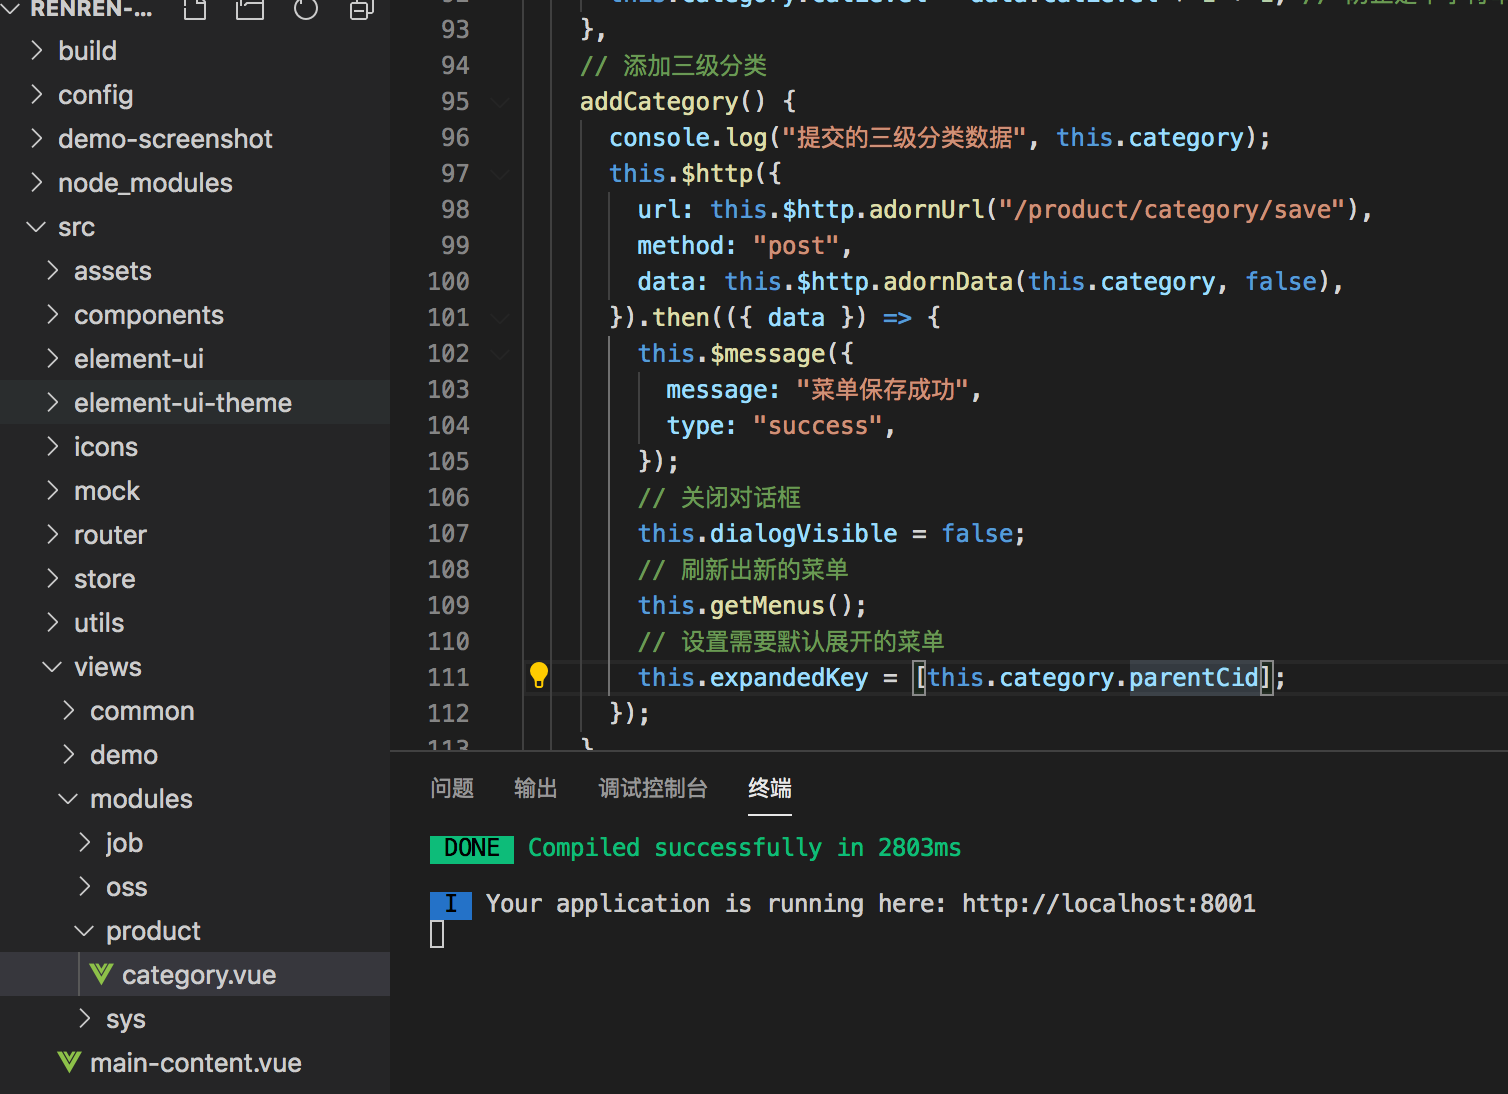 RENREN-...
build
config
demo-screenshot
node_modules
src
assets
components
element-ui
element-ui-theme
icons
mock
router
store
utils
views
common
demo
modules
job
oss
product
category.vue
sys
main-content.vue
93 },
94 // 添加三级分类
95 addCategory() {
96 console.log("提交的三级分类数据", this.category);
97 this.$http({
98 url: this.$http.adornUrl("/product/category/save"),
99 method: "post",
100 data: this.$http.adornData(this.category, false),
101 }).then(({ data }) => {
102 this.$message({
103 message: "菜单保存成功",
104 type: "success",
105 });
106 // 关闭对话框
107 this.dialogVisible = false;
108 // 刷新出新的菜单
109 this.getMenus();
110 // 设置需要默认展开的菜单
111 this.expandedKey = [this.category.parentCid];
112 });
113 }
问题 输出 调试控制台 终端
DONE Compiled successfully in 2803ms
I Your application is running here: http://localhost:8001